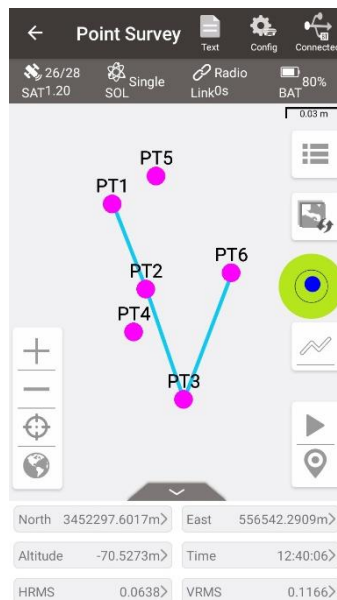 Point Survey
Text
Config
Connected
26/28
SAT1.20
Single
SOL
Radio
Link0s
80%
BAT
0.03 m
PT5
PT1
PT6
PT2
PT4
PT3
North 3452297.6017m>
East 556542.2909m>
Altitude -70.5273m>
Time 12:40:06>
HRMS 0.0638>
VRMS 0.1166>